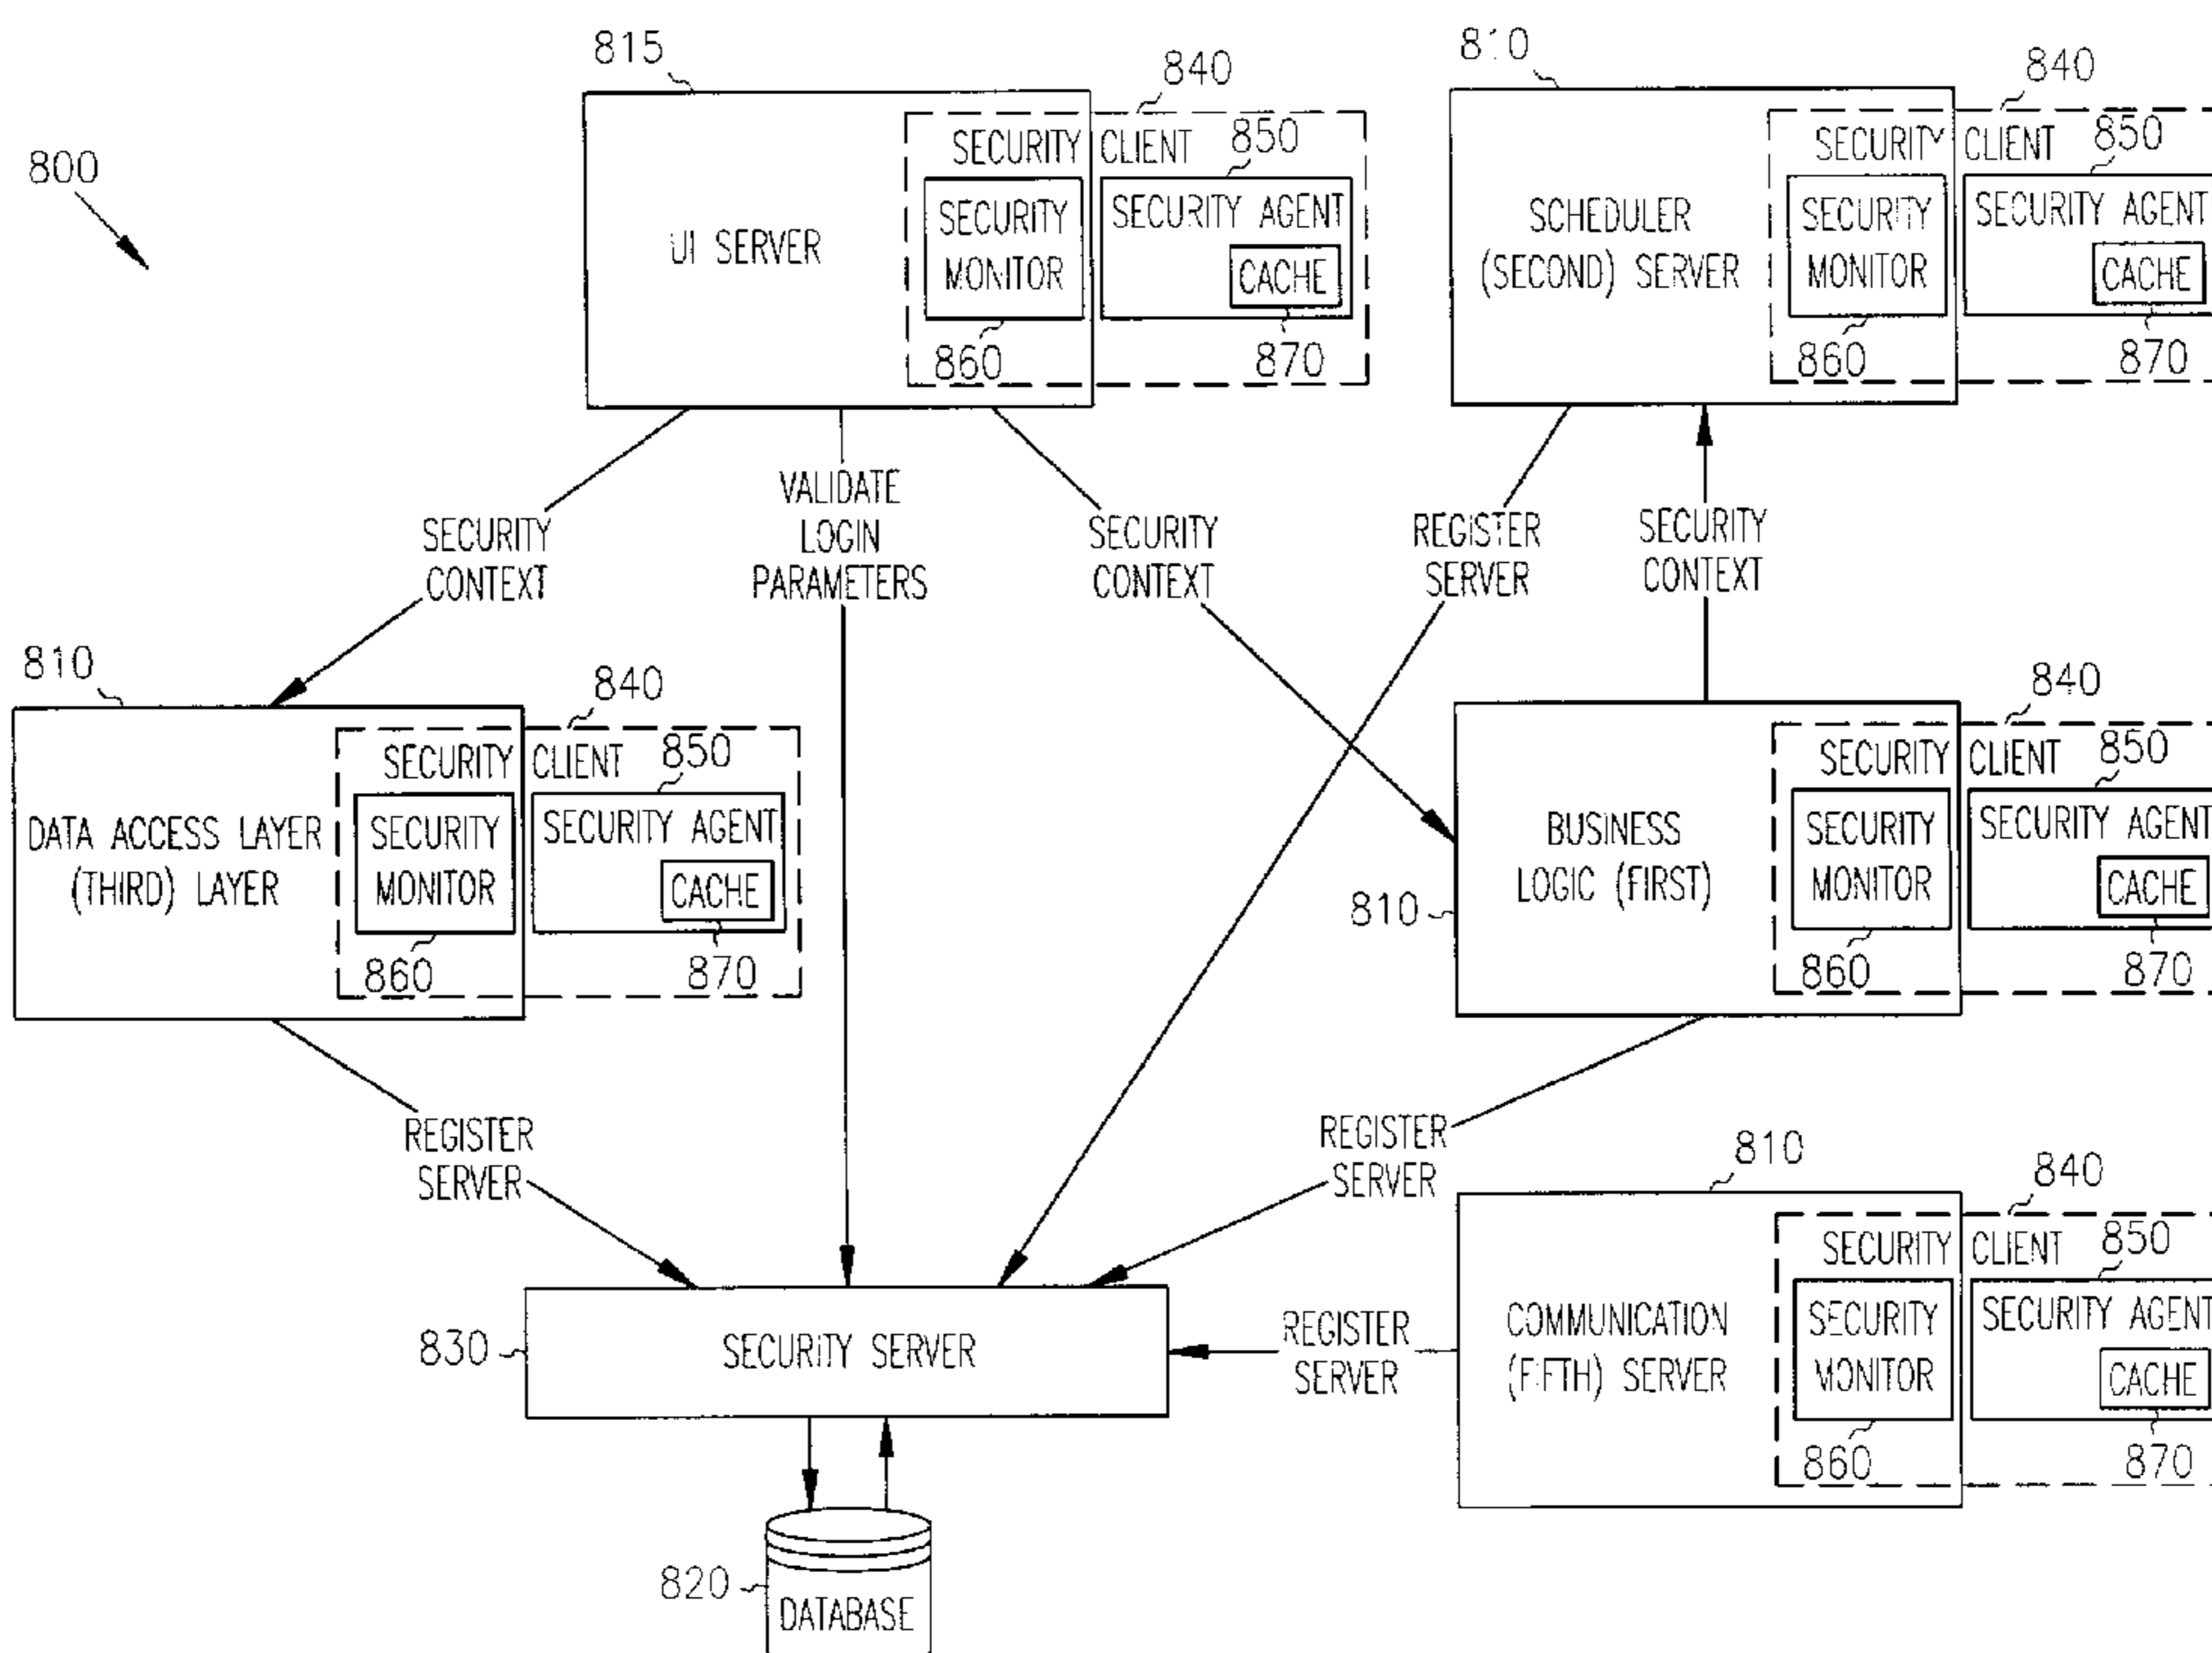 800
815
840
UI SERVER
SECURITY CLIENT
850
SECURITY
MONITOR
SECURITY AGENT
CACHE
860
870
810
840
SCHEDULER
(SECOND) SERVER
SECURITY CLIENT
850
SECURITY
MONITOR
SECURITY AGENT
CACHE
860
870
SECURITY
CONTEXT
VALIDATE
LOGIN
PARAMETERS
SECURITY
CONTEXT
REGISTER
SERVER
SECURITY
CONTEXT
810
840
DATA ACCESS LAYER
(THIRD) LAYER
SECURITY CLIENT
850
SECURITY
MONITOR
SECURITY AGENT
CACHE
860
870
810
840
BUSINESS
LOGIC (FIRST)
SECURITY CLIENT
850
SECURITY
MONITOR
SECURITY AGENT
CACHE
860
870
REGISTER
SERVER
REGISTER
SERVER
810
840
COMMUNICATION
(FIFTH) SERVER
SECURITY CLIENT
850
SECURITY
MONITOR
SECURITY AGENT
CACHE
860
870
830
SECURITY SERVER
REGISTER
SERVER
820
DATABASE